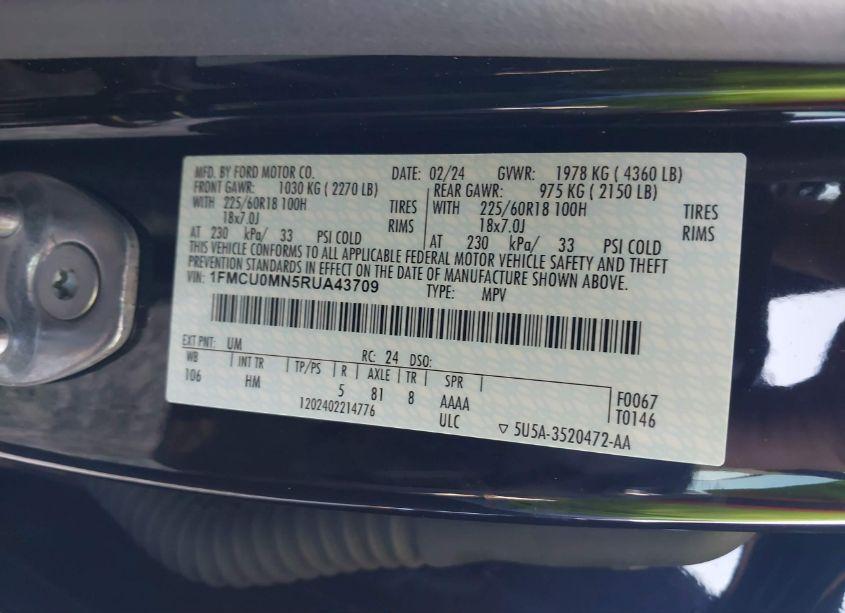 MFD. BY FORD MOTOR CO. DATE: 02/24 GVWR: 1978 KG ( 4360 LB)
FRONT GAWR: 1030 KG ( 2270 LB) REAR GAWR: 975 KG ( 2150 LB)
WITH 225/60R18 100H TIRES WITH 225/60R18 100H TIRES
18x7.0J RIMS 18x7.0J RIMS
AT 230 kPa/ 33 PSI COLD AT 230 kPa/ 33 PSI COLD
THIS VEHICLE CONFORMS TO ALL APPLICABLE FEDERAL MOTOR VEHICLE SAFETY AND THEFT
PREVENTION STANDARDS IN EFFECT ON THE DATE OF MANUFACTURE SHOWN ABOVE.
VIN: 1FMCU0MN5RUA43709 TYPE: MPV
EXT PNT: UM RC: 24 DSO:
WB INT TR TP/PS R AXLE TR SPR
106 HM 5 81 8 AAAA F0067
1202402214776 ULC T0146
▽ 5U5A-3520472-AA